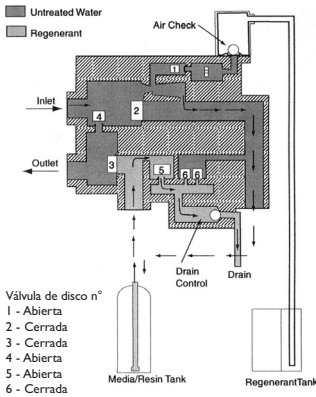 Untreated Water
Regenerant
Air Check
1
Inlet
4
2
Outlet
3
5
6 6
Drain
Control
Drain
Válvula de disco nº
1 - Abierta
2 - Cerrada
3 - Cerrada
4 - Abierta
5 - Abierta
6 - Cerrada
Media/Resin Tank
RegenerantTank